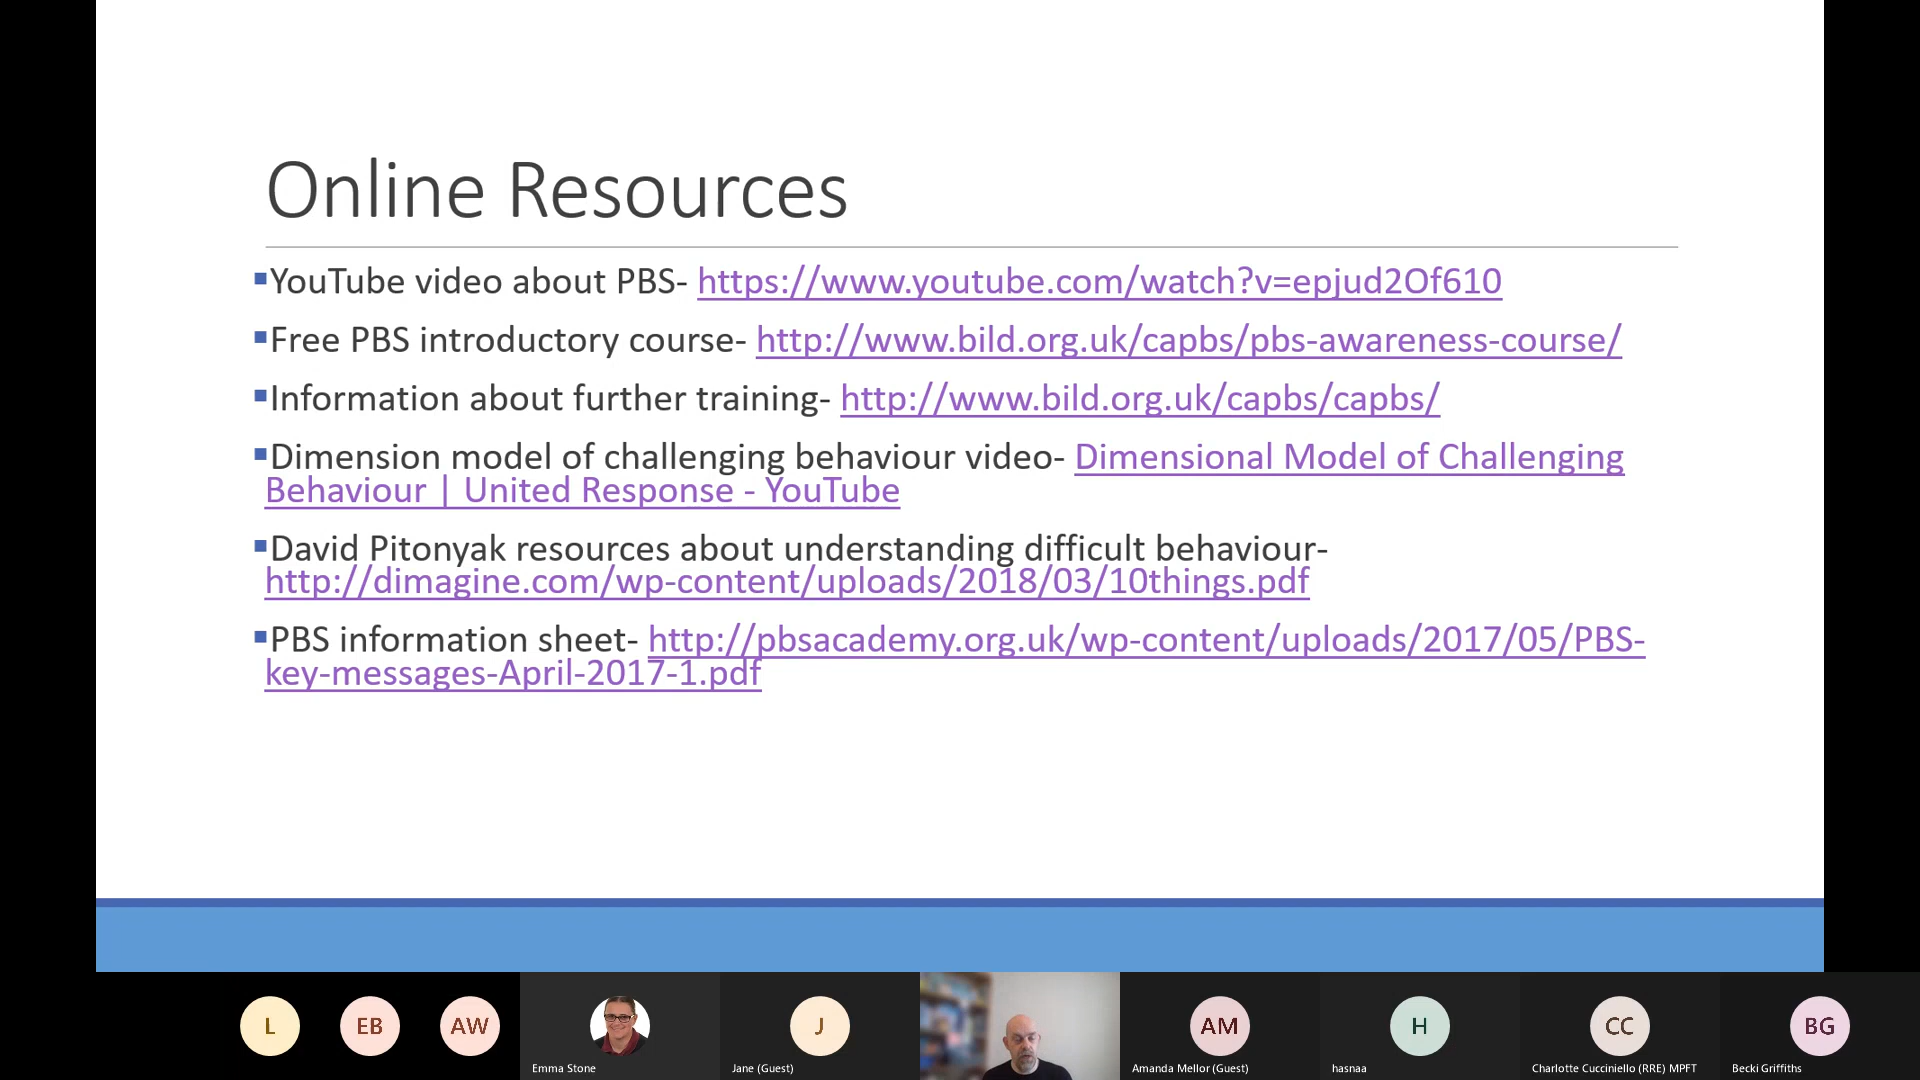 Online Resources
▪YouTube video about PBS- https://www.youtube.com/watch?v=epjud2Of610
▪Free PBS introductory course- http://www.bild.org.uk/capbs/pbs-awareness-course/
▪Information about further training- http://www.bild.org.uk/capbs/capbs/
▪Dimension model of challenging behaviour video- Dimensional Model of Challenging
Behaviour | United Response - YouTube
▪David Pitonyak resources about understanding difficult behaviour-
http://dimagine.com/wp-content/uploads/2018/03/10things.pdf
▪PBS information sheet- http://pbsacademy.org.uk/wp-content/uploads/2017/05/PBS-
key-messages-April-2017-1.pdf
L
EB
AW
Emma Stone
J
Jane (Guest)
AM
Amanda Mellor (Guest)
H
hasnaa
CC
Charlotte Cucciniello (RRE) MPFT
BG
Becki Griffiths